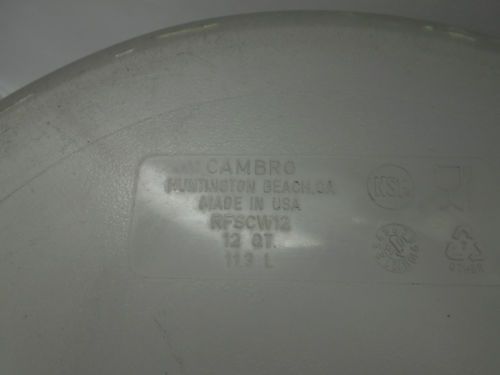 CAMBRO
HUNTINGTON BEACH, CA
MADE IN USA
RFSCW12
12 QT.
11.3 L
NSF
OTHER